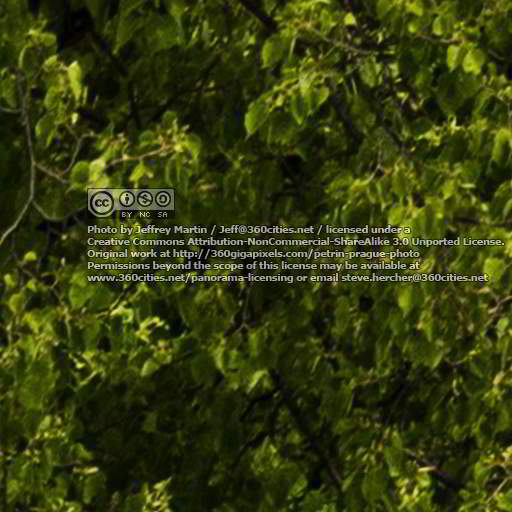 cc BY NC SA
Photo by Jeffrey Martin / Jeff@360cities.net / licensed under a
Creative Commons Attribution-NonCommercial-ShareAlike 3.0 Unported License.
Original work at http://360gigapixels.com/petrin-prague-photo
Permissions beyond the scope of this license may be available at
www.360cities.net/panorama-licensing or email steve.hercher@360cities.net